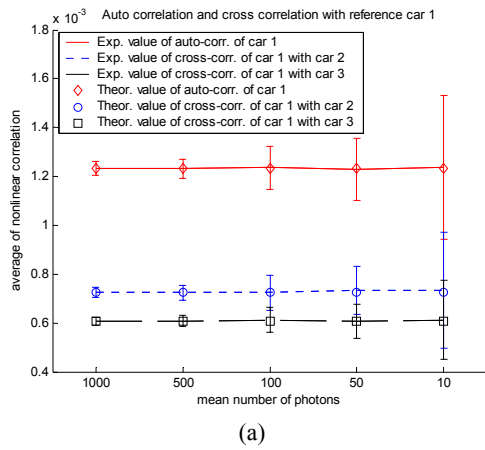 Auto correlation and cross correlation with reference car 1
x 10⁻³
1.8
Exp. value of auto-corr. of car 1
Exp. value of cross-corr. of car 1 with car 2
Exp. value of cross-corr. of car 1 with car 3
Theor. value of auto-corr. of car 1
Theor. value of cross-corr. of car 1 with car 2
Theor. value of cross-corr. of car 1 with car 3
1.6
1.4
1.2
1
0.8
0.6
0.4
average of nonlinear correlation
1000 500 100 50 10
mean number of photons
(a)